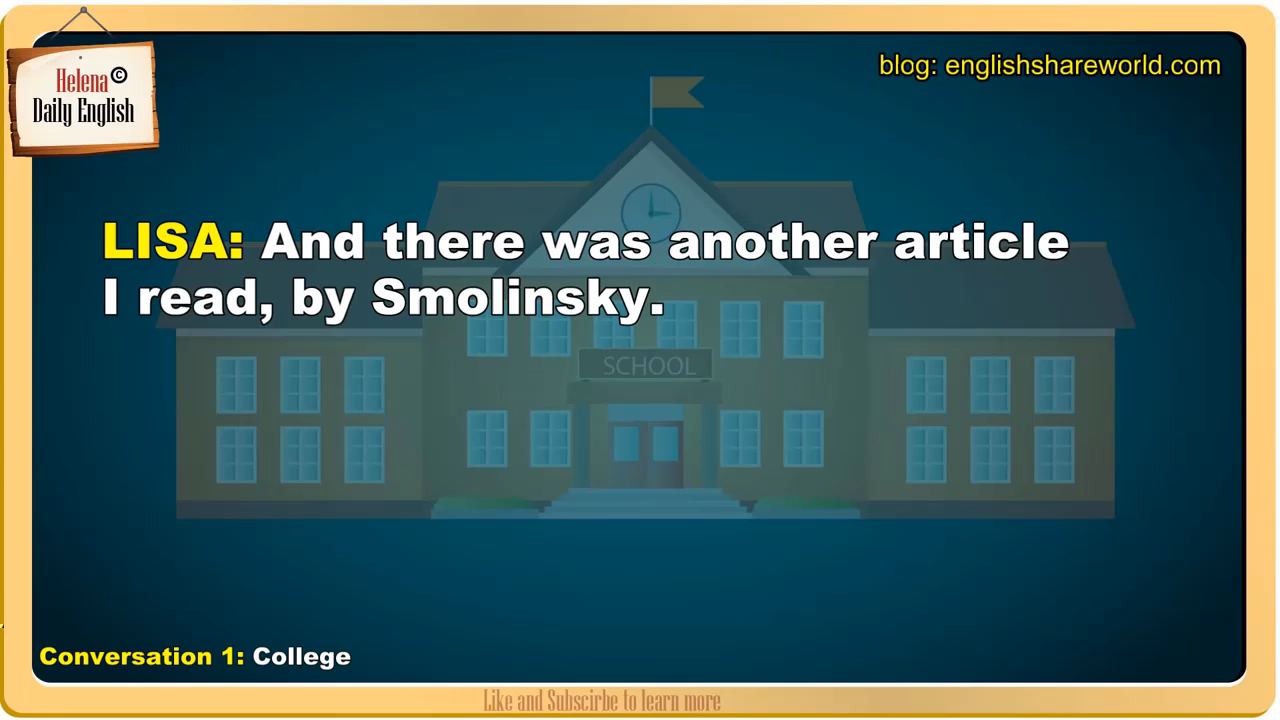 Helena ©
Daily English
blog: englishshareworld.com
LISA: And there was another article
I read, by Smolinsky.
SCHOOL
Conversation 1: College
Like and Subscirbe to learn more